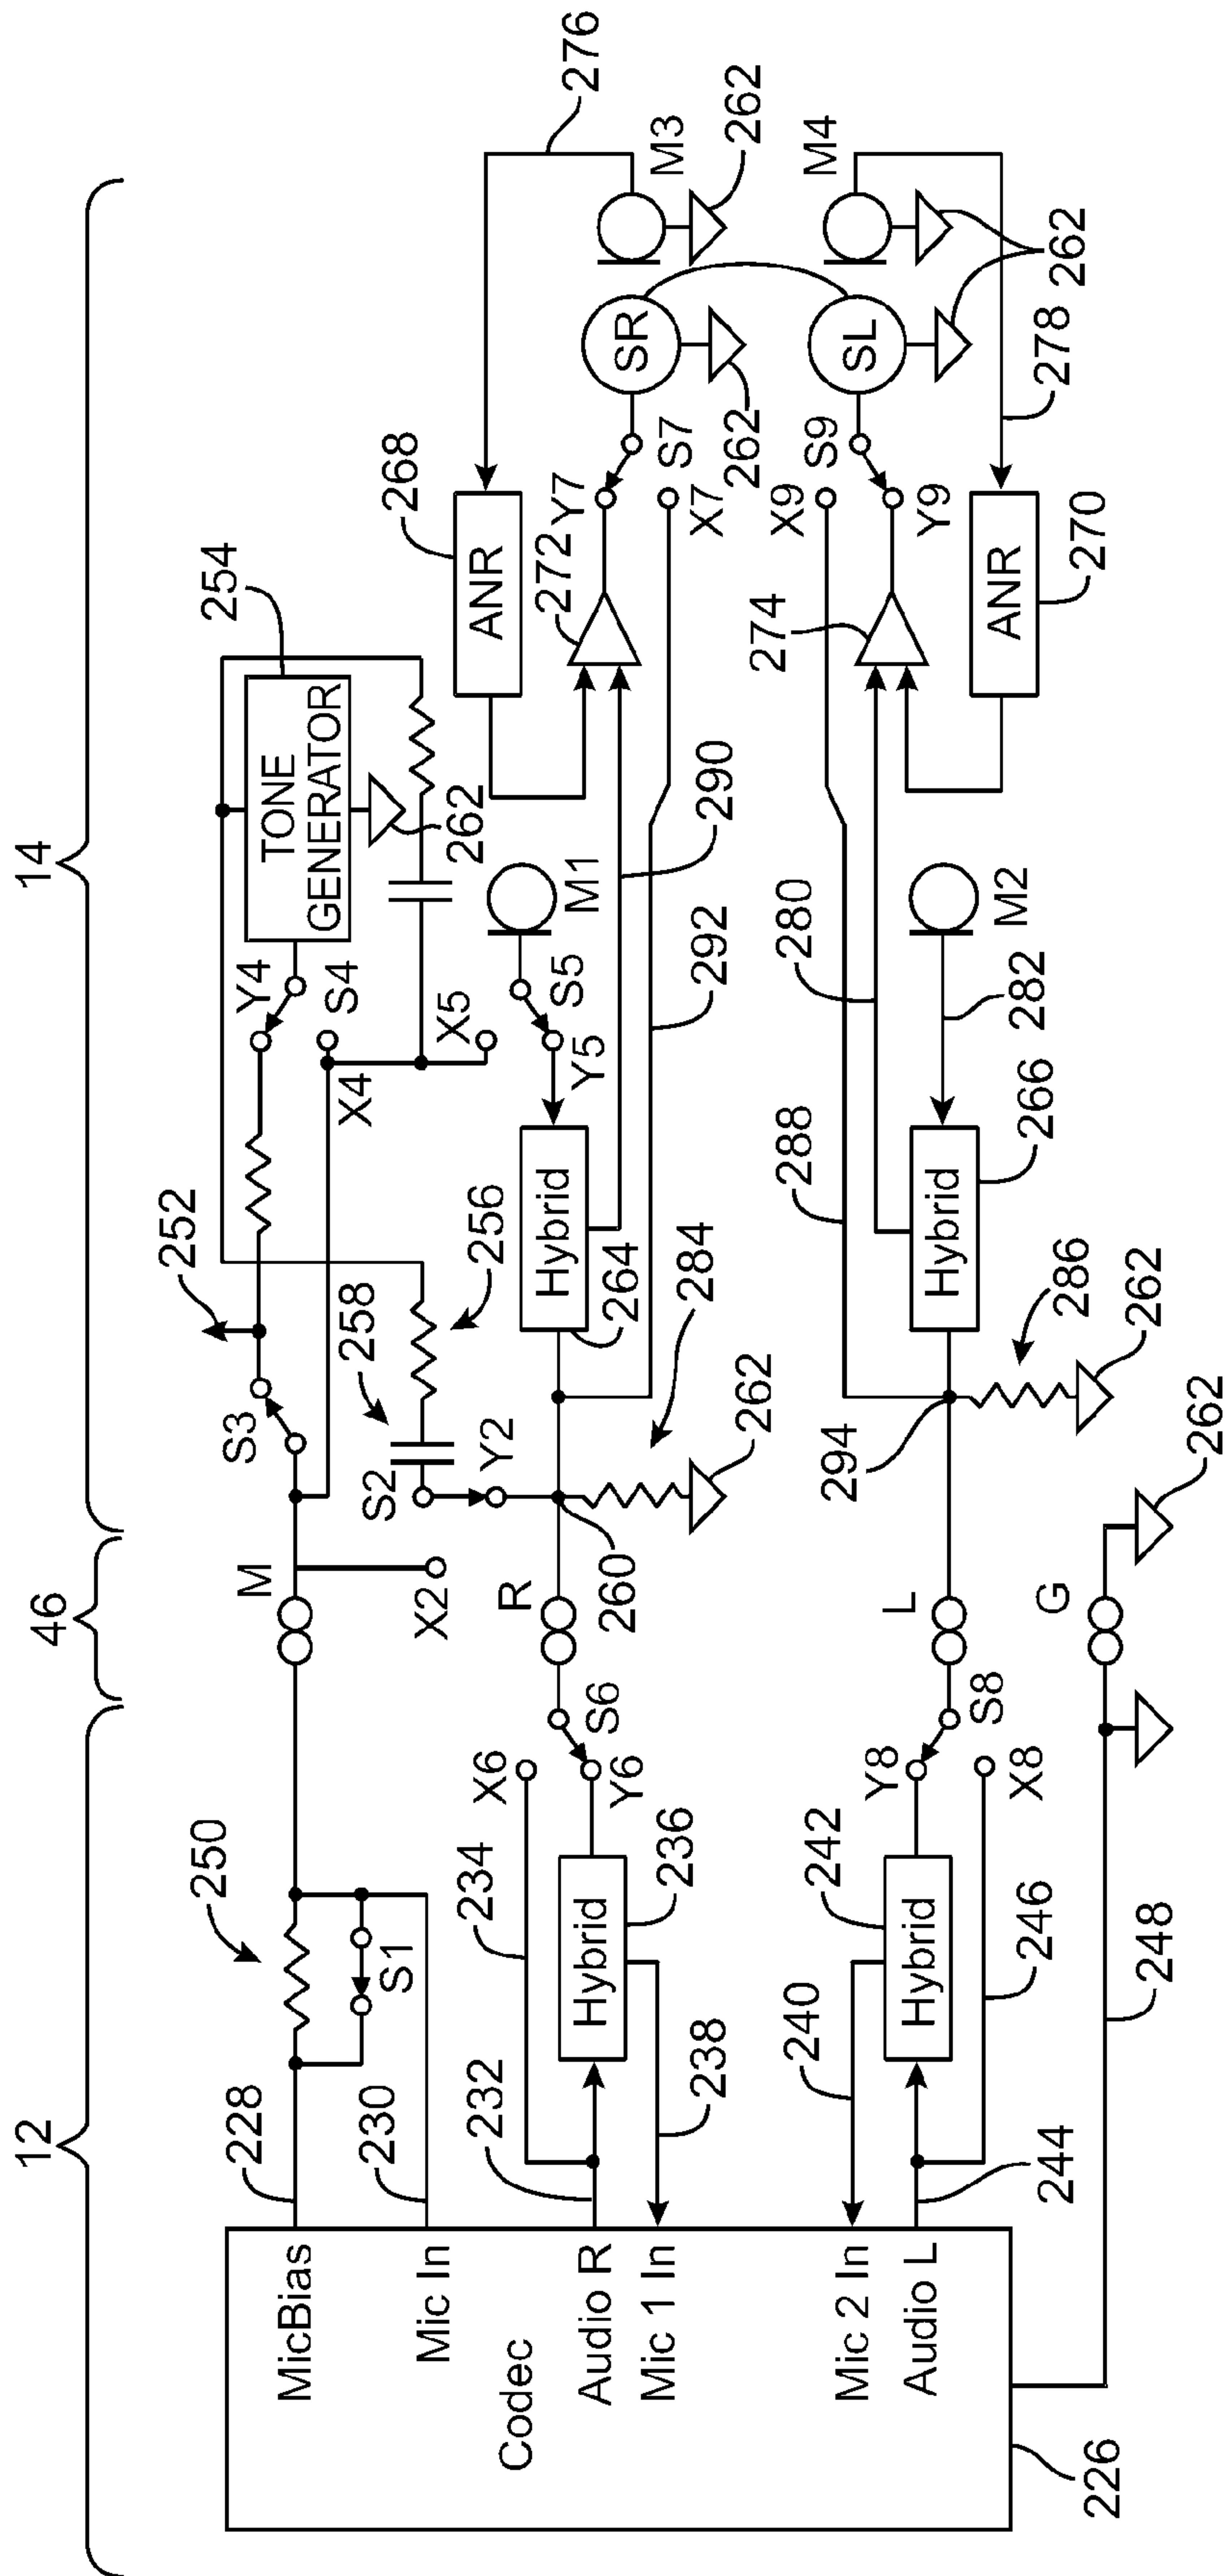 12
46
14
228
MicBias
250
S1
M
X2
S3
252
Y4
S4
X4
254
TONE
GENERATOR
262
276
230
Mic In
Codec
258
256
S2
Y2
X5
S5
Y5
M1
268
ANR
M3
262
232
234
X6
S6
Y6
R
260
Audio R
Hybrid
236
238
Mic 1 In
284
262
Hybrid
264
290
292
272
Y7
S7
X7
SR
262
240
242
Mic 2 In
Audio L
Hybrid
244
246
Y8
S8
X8
L
294
288
280
282
M2
Hybrid
266
286
262
274
X9
S9
Y9
SL
M4
262
278
ANR
270
226
248
G
262